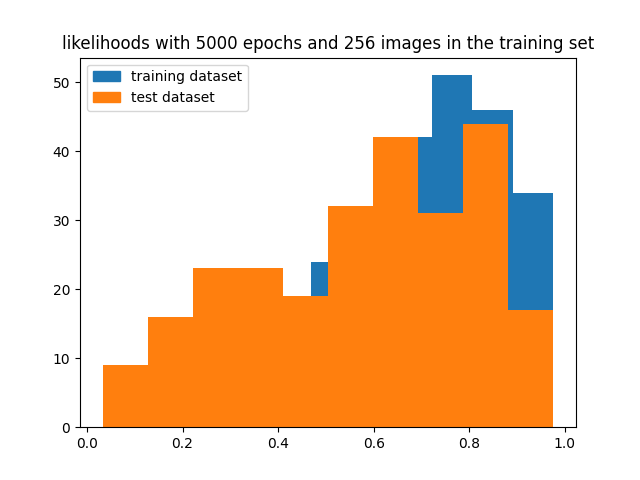 likelihoods with 5000 epochs and 256 images in the training set
training dataset
test dataset
50
40
30
20
10
0
0.0 0.2 0.4 0.6 0.8 1.0